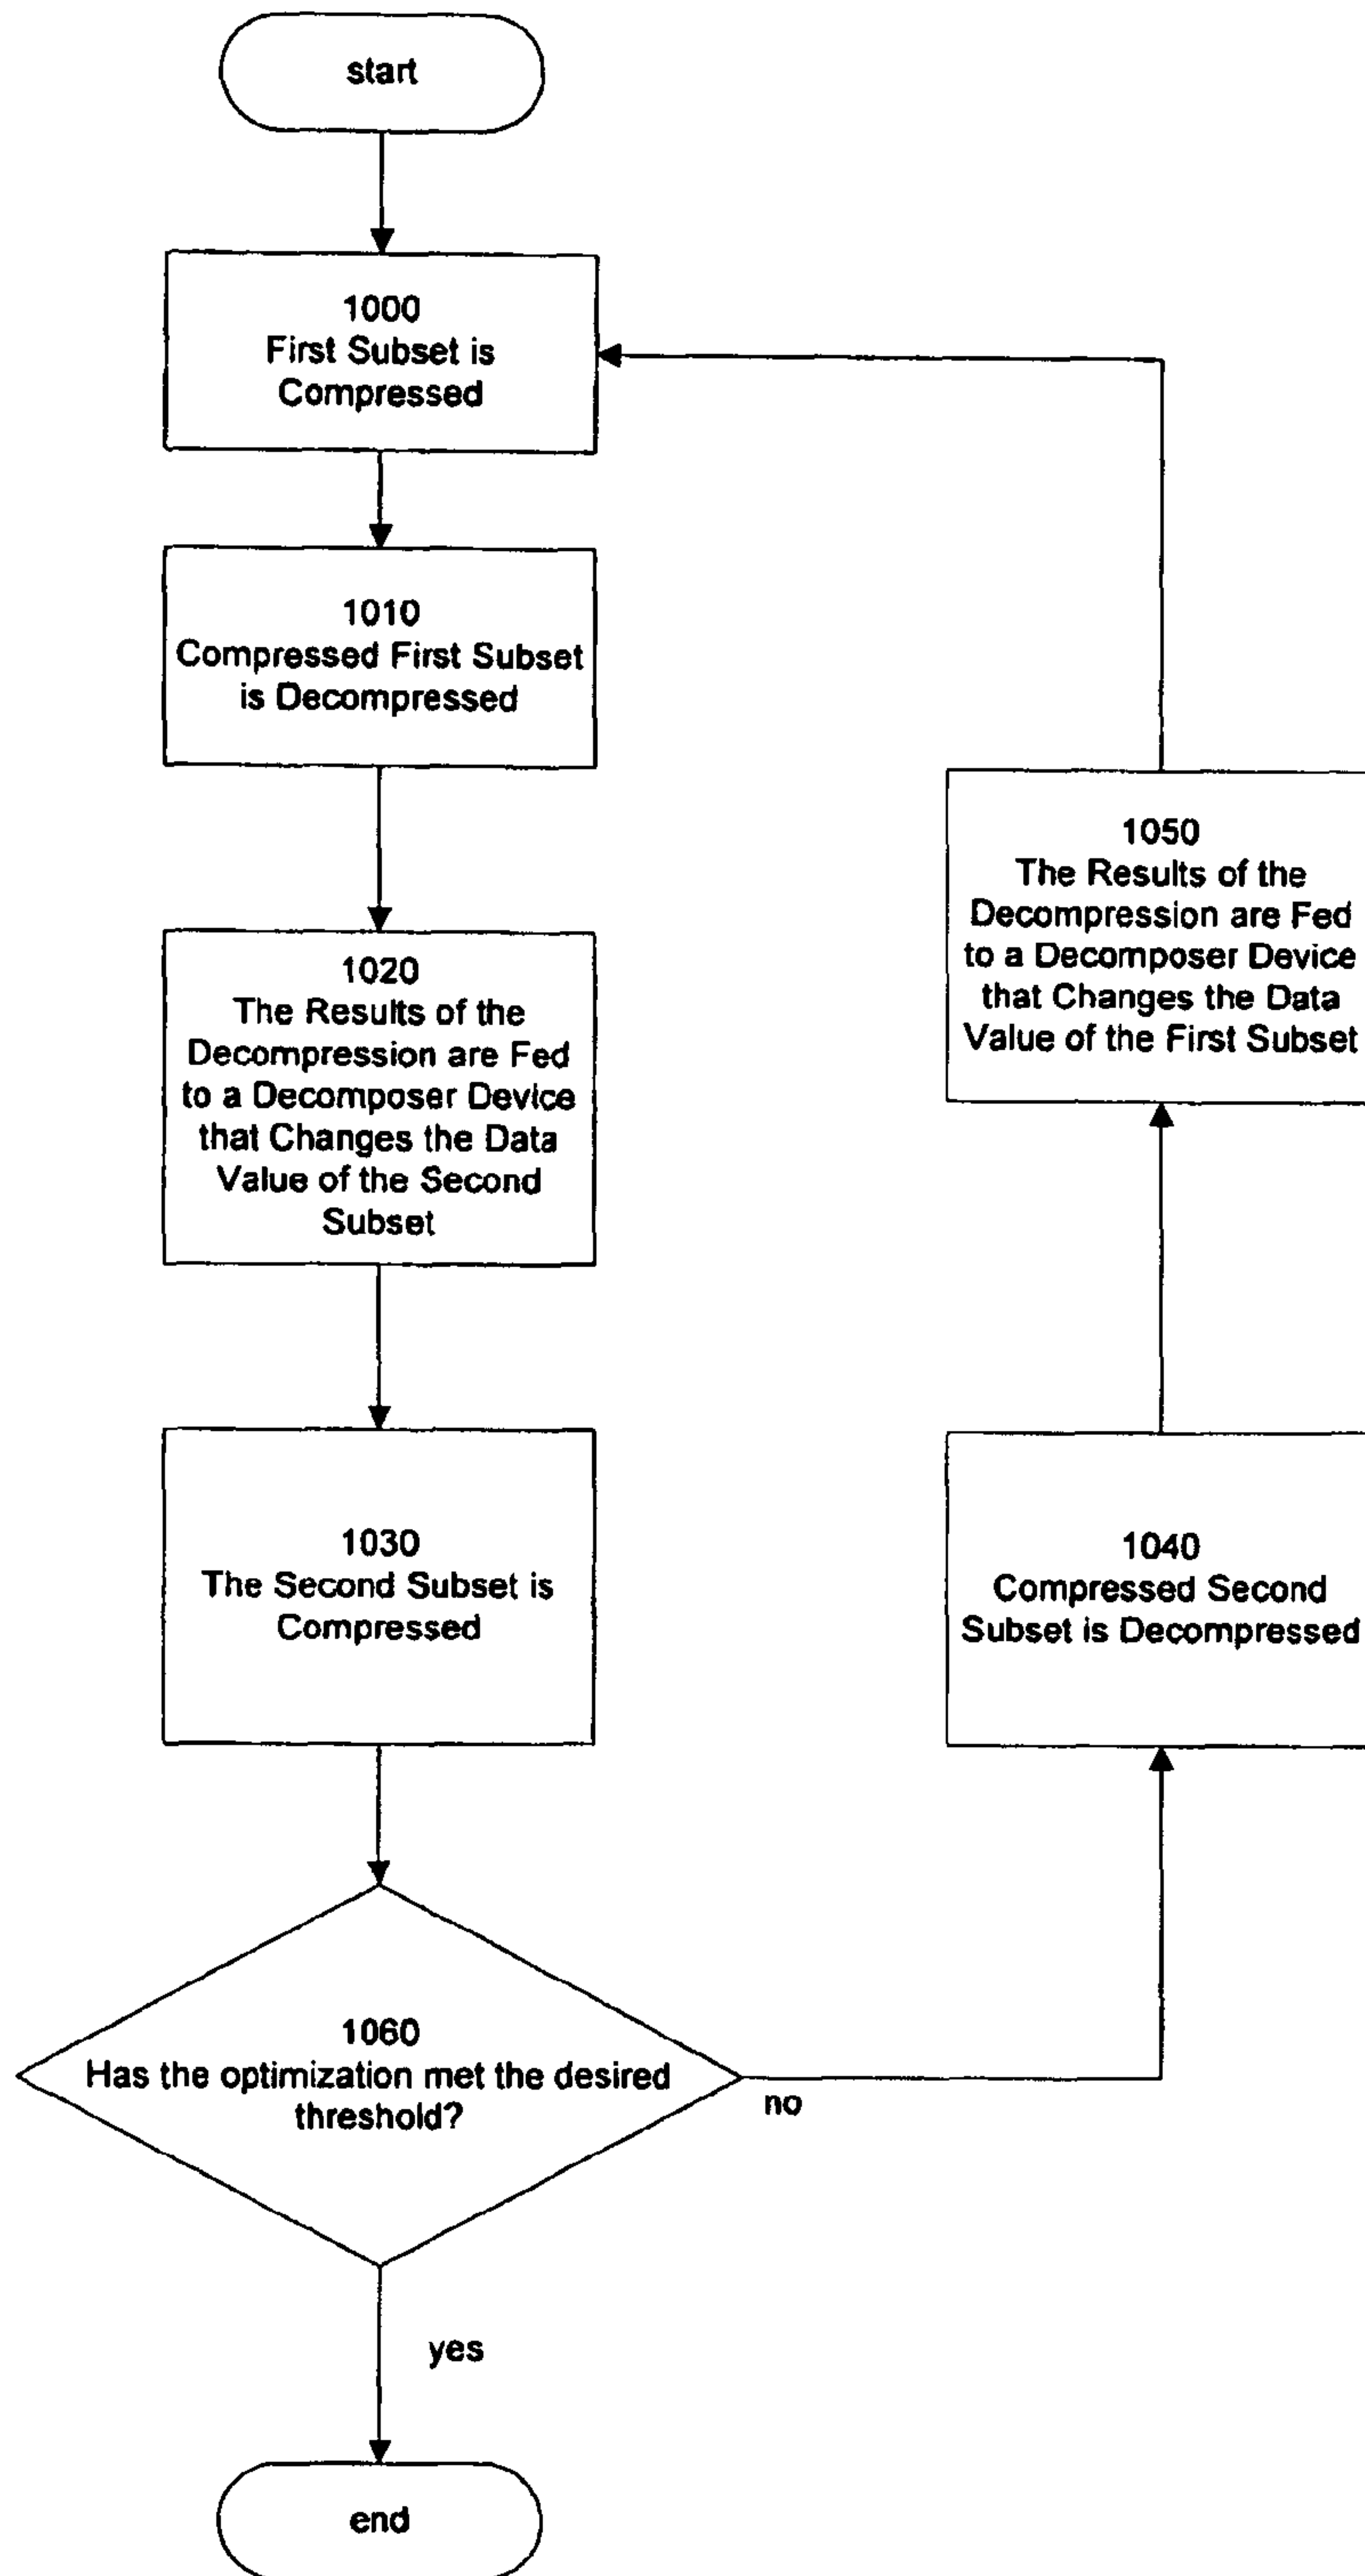 start
1000
First Subset is
Compressed
1010
Compressed First Subset
is Decompressed
1020
The Results of the
Decompression are Fed
to a Decomposer Device
that Changes the Data
Value of the Second
Subset
1030
The Second Subset is
Compressed
1060
Has the optimization met the desired
threshold?
no
yes
end
1050
The Results of the
Decompression are Fed
to a Decomposer Device
that Changes the Data
Value of the First Subset
1040
Compressed Second
Subset is Decompressed